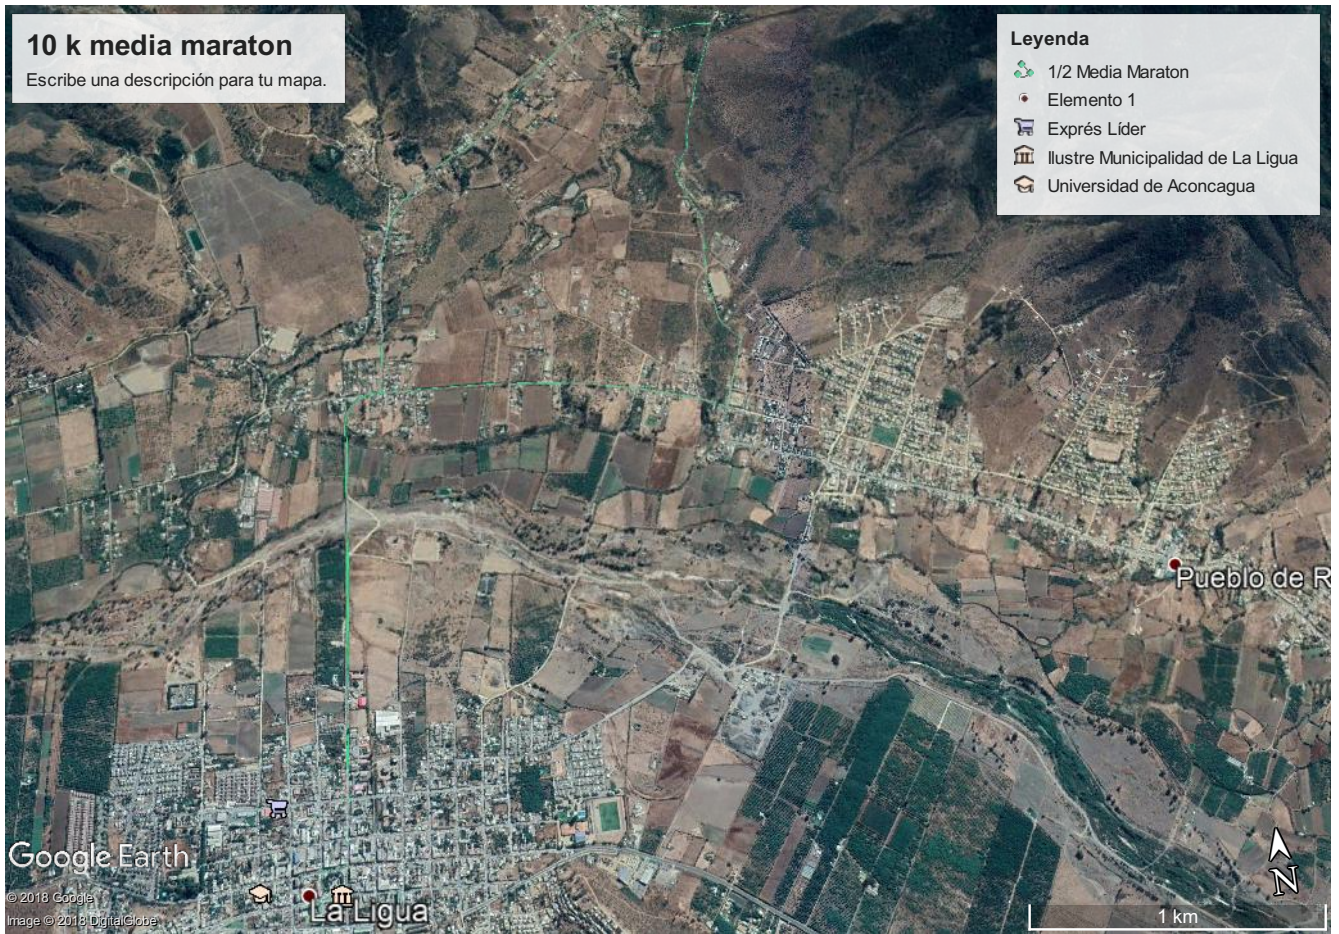 10 k media maraton
Escribe una descripción para tu mapa.
Leyenda
1/2 Media Maraton
Elemento 1
Exprés Líder
Ilustre Municipalidad de La Ligua
Universidad de Aconcagua
Pueblo de R
La Ligua
Google Earth
© 2018 Google
Image © 2018 DigitalGlobe
N
1 km